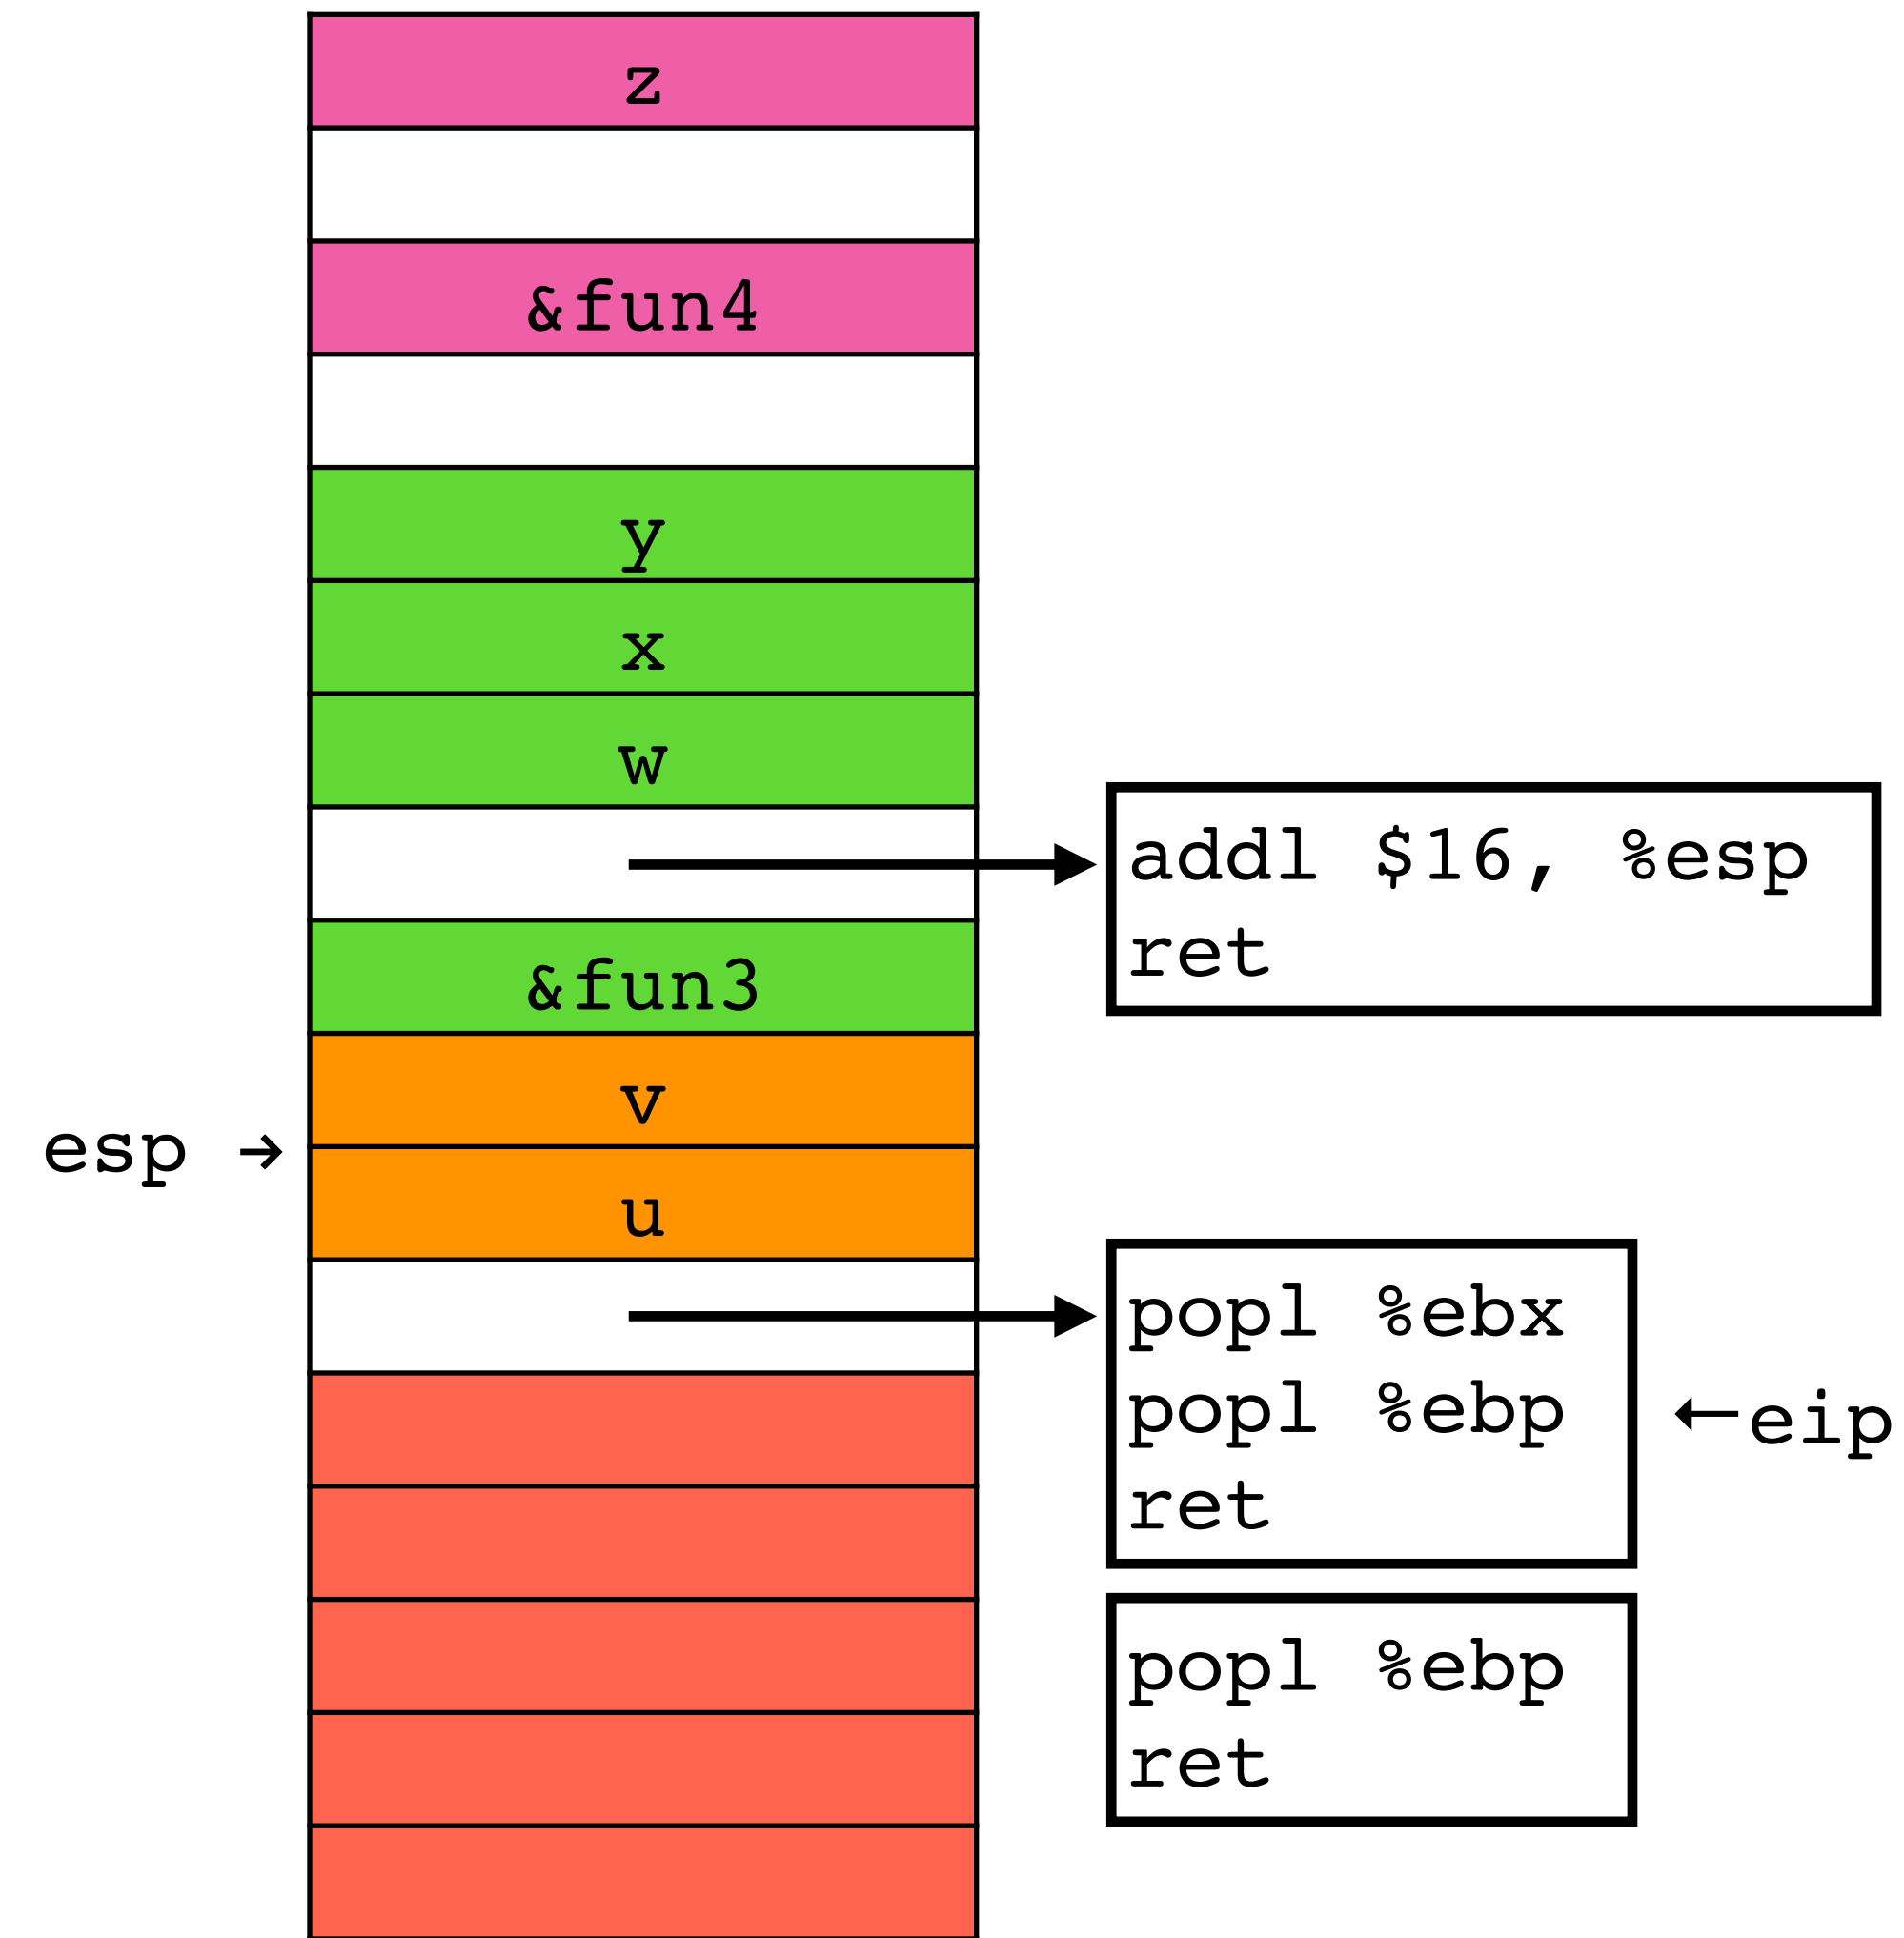 z
&fun4
y
x
w
addl $16, %esp
ret
&fun3
v
esp →
u
popl %ebx
popl %ebp
ret
←eip
popl %ebp
ret